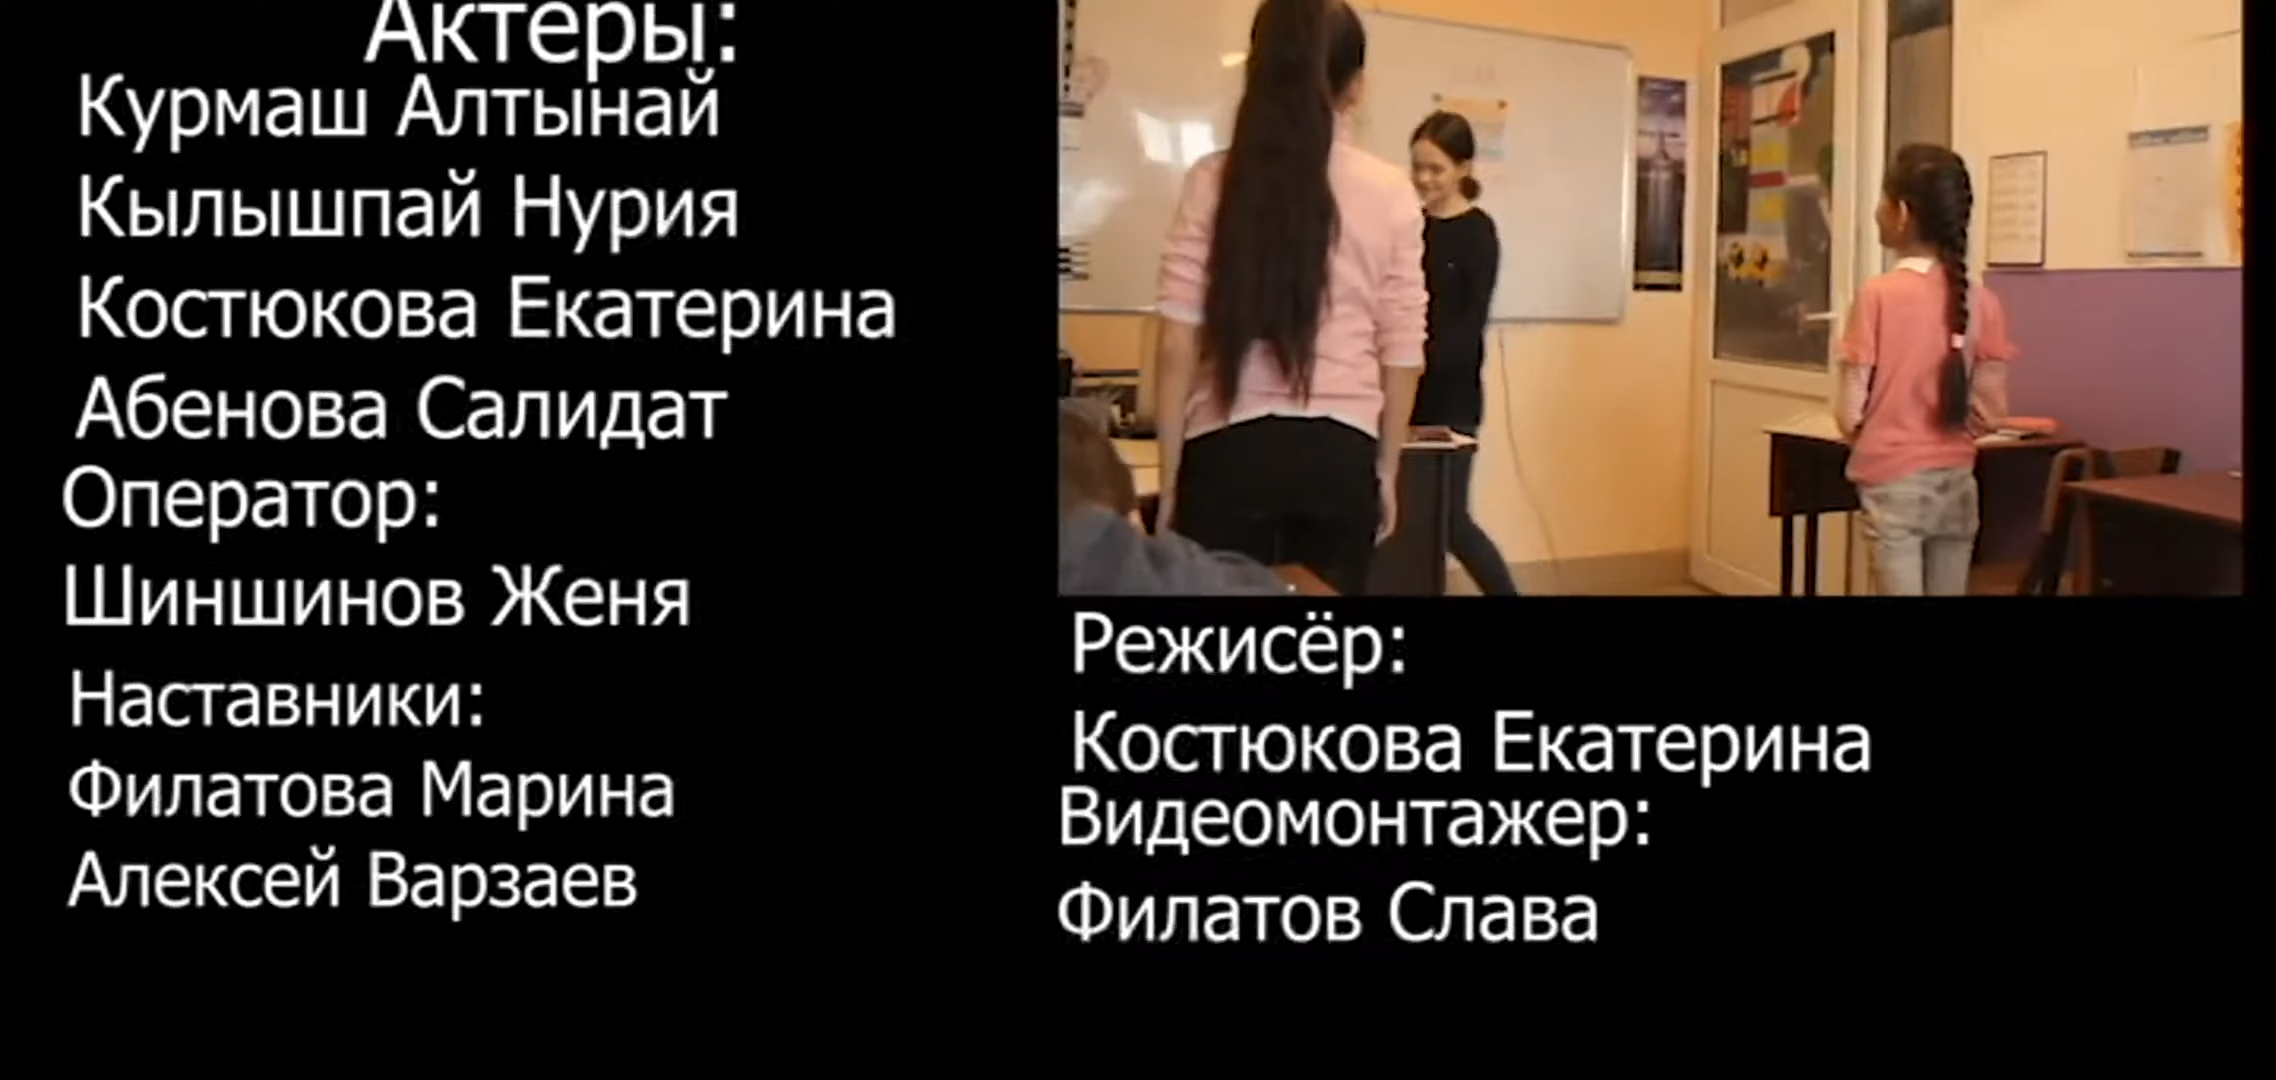 Актеры:
Курмаш Алтынай
Кылышпай Нурия
Костюкова Екатерина
Абенова Салидат
Оператор:
Шиншинов Женя
Наставники:
Филатова Марина
Алексей Варзаев
Режисёр:
Костюкова Екатерина
Видеомонтажер:
Филатов Слава